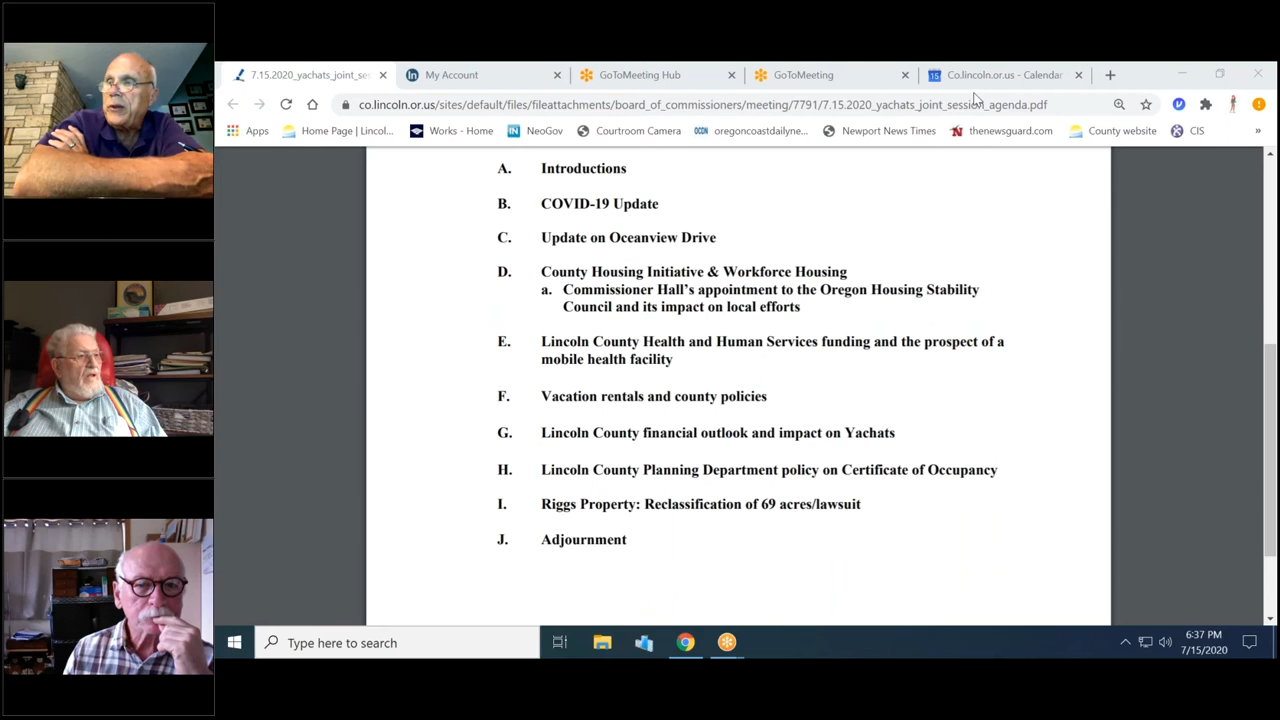 7.15.2020_yachats_joint_ses
My Account
GoToMeeting Hub
GoToMeeting
15
Co.lincoln.or.us - Calendar
co.lincoln.or.us/sites/default/files/fileattachments/board_of_commissioners/meeting/7791/7.15.2020_yachats_joint_session_agenda.pdf
Apps
Home Page | Lincol...
Works - Home
NeoGov
Courtroom Camera
oregoncoastdailyne...
Newport News Times
thenewsguard.com
County website
CIS
A. Introductions
B. COVID-19 Update
C. Update on Oceanview Drive
D. County Housing Initiative & Workforce Housing
a. Commissioner Hall's appointment to the Oregon Housing Stability
Council and its impact on local efforts
E. Lincoln County Health and Human Services funding and the prospect of a
mobile health facility
F. Vacation rentals and county policies
G. Lincoln County financial outlook and impact on Yachats
H. Lincoln County Planning Department policy on Certificate of Occupancy
I. Riggs Property: Reclassification of 69 acres/lawsuit
J. Adjournment
Type here to search
6:37 PM
7/15/2020